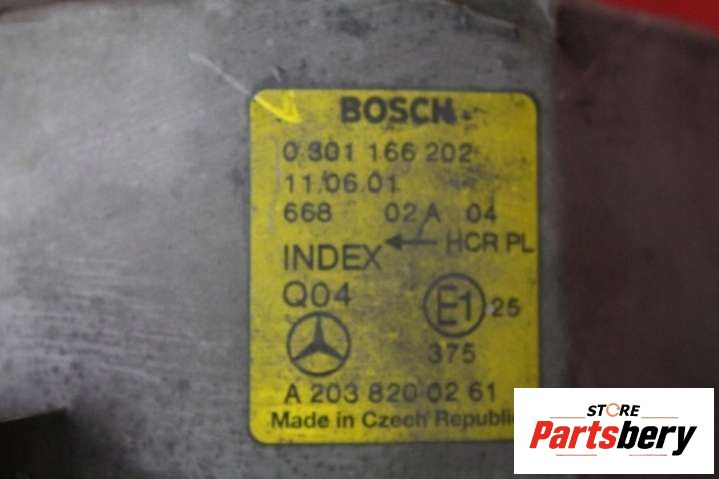 BOSCH
0 301 166 202
11.06.01
668 02 A 04
INDEX ← HCR PL
Q04 E1 25
375
A 203 820 02 61
Made in Czech Republic
STORE
Partsbery